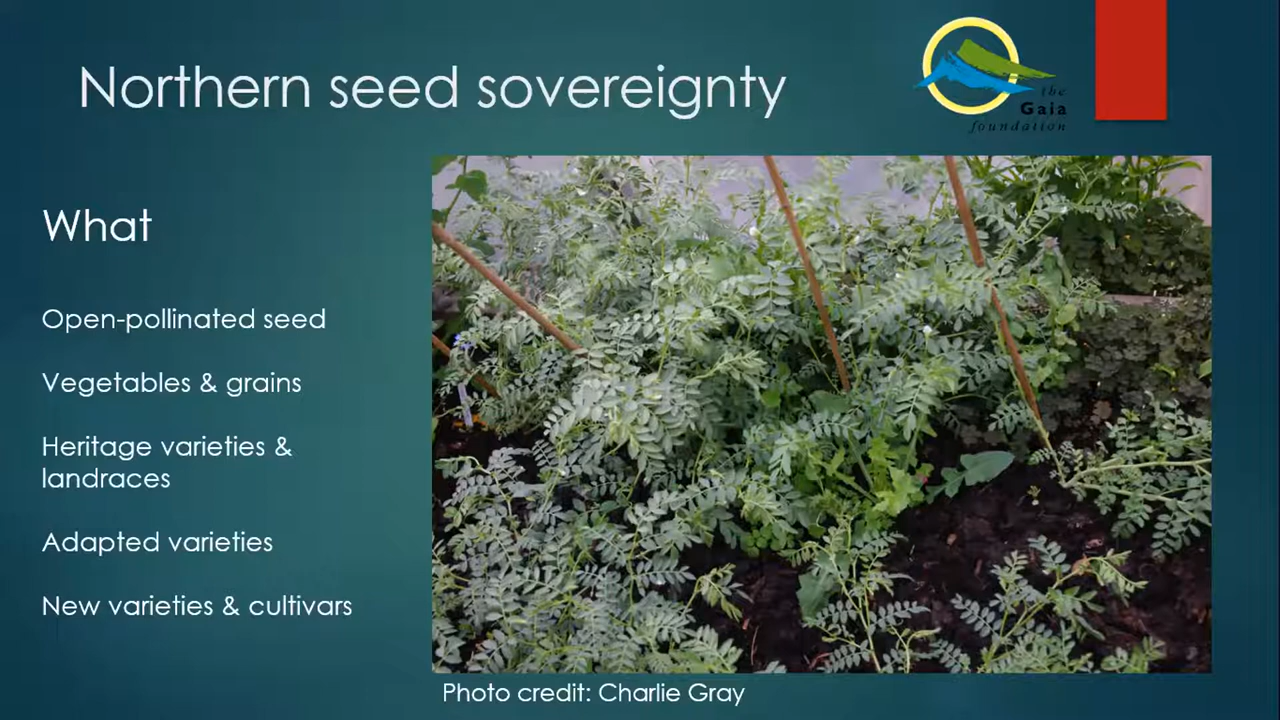 Northern seed sovereignty
the
Gaia
foundation
What
Open-pollinated seed
Vegetables & grains
Heritage varieties &
landraces
Adapted varieties
New varieties & cultivars
Photo credit: Charlie Gray